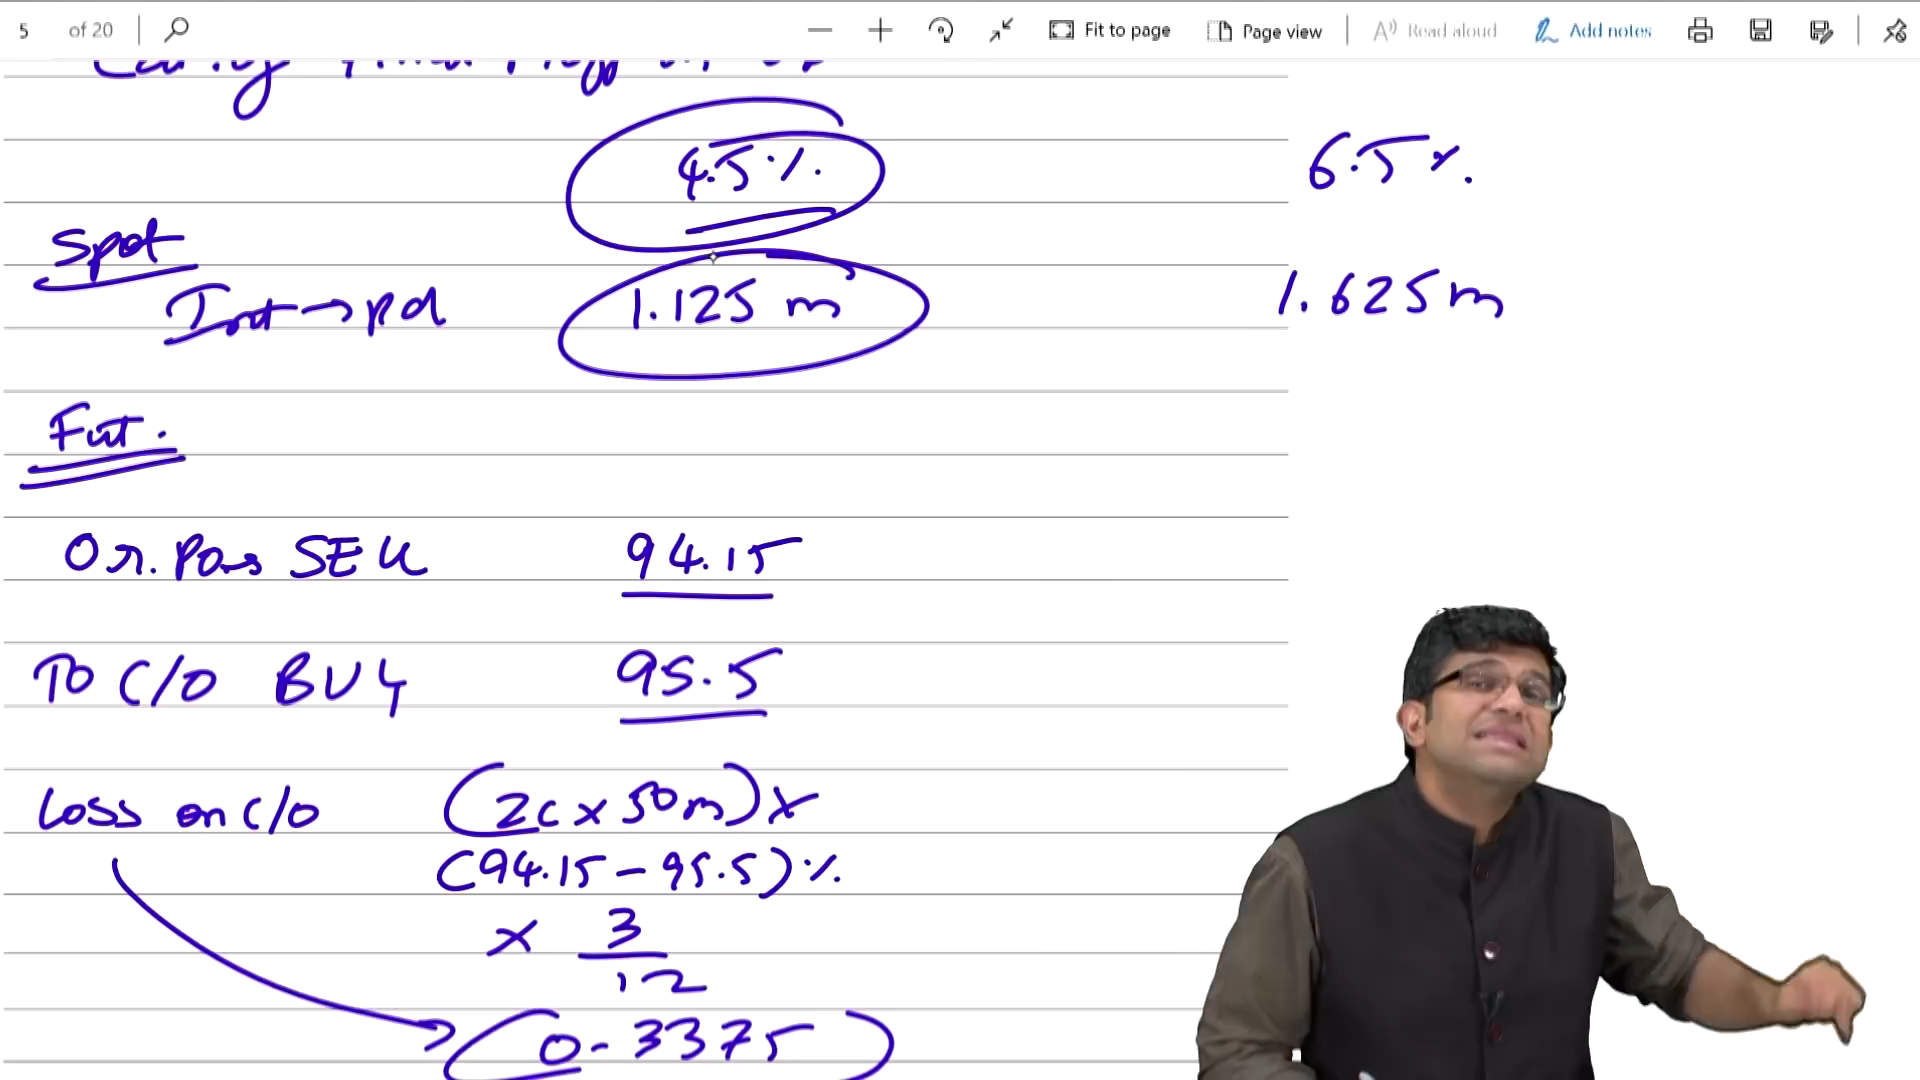 5 of 20 Fit to page Page view Read aloud Add notes
4.5% 6.5%
Spot
Int → pd 1.125 m 1.625m
Fut.
Or. Pos SELL 94.15
To C/O BUY 95.5
Loss on C/O (2c x 50m) x
(94.15 - 95.5)%
x 3
12
(0-3375)